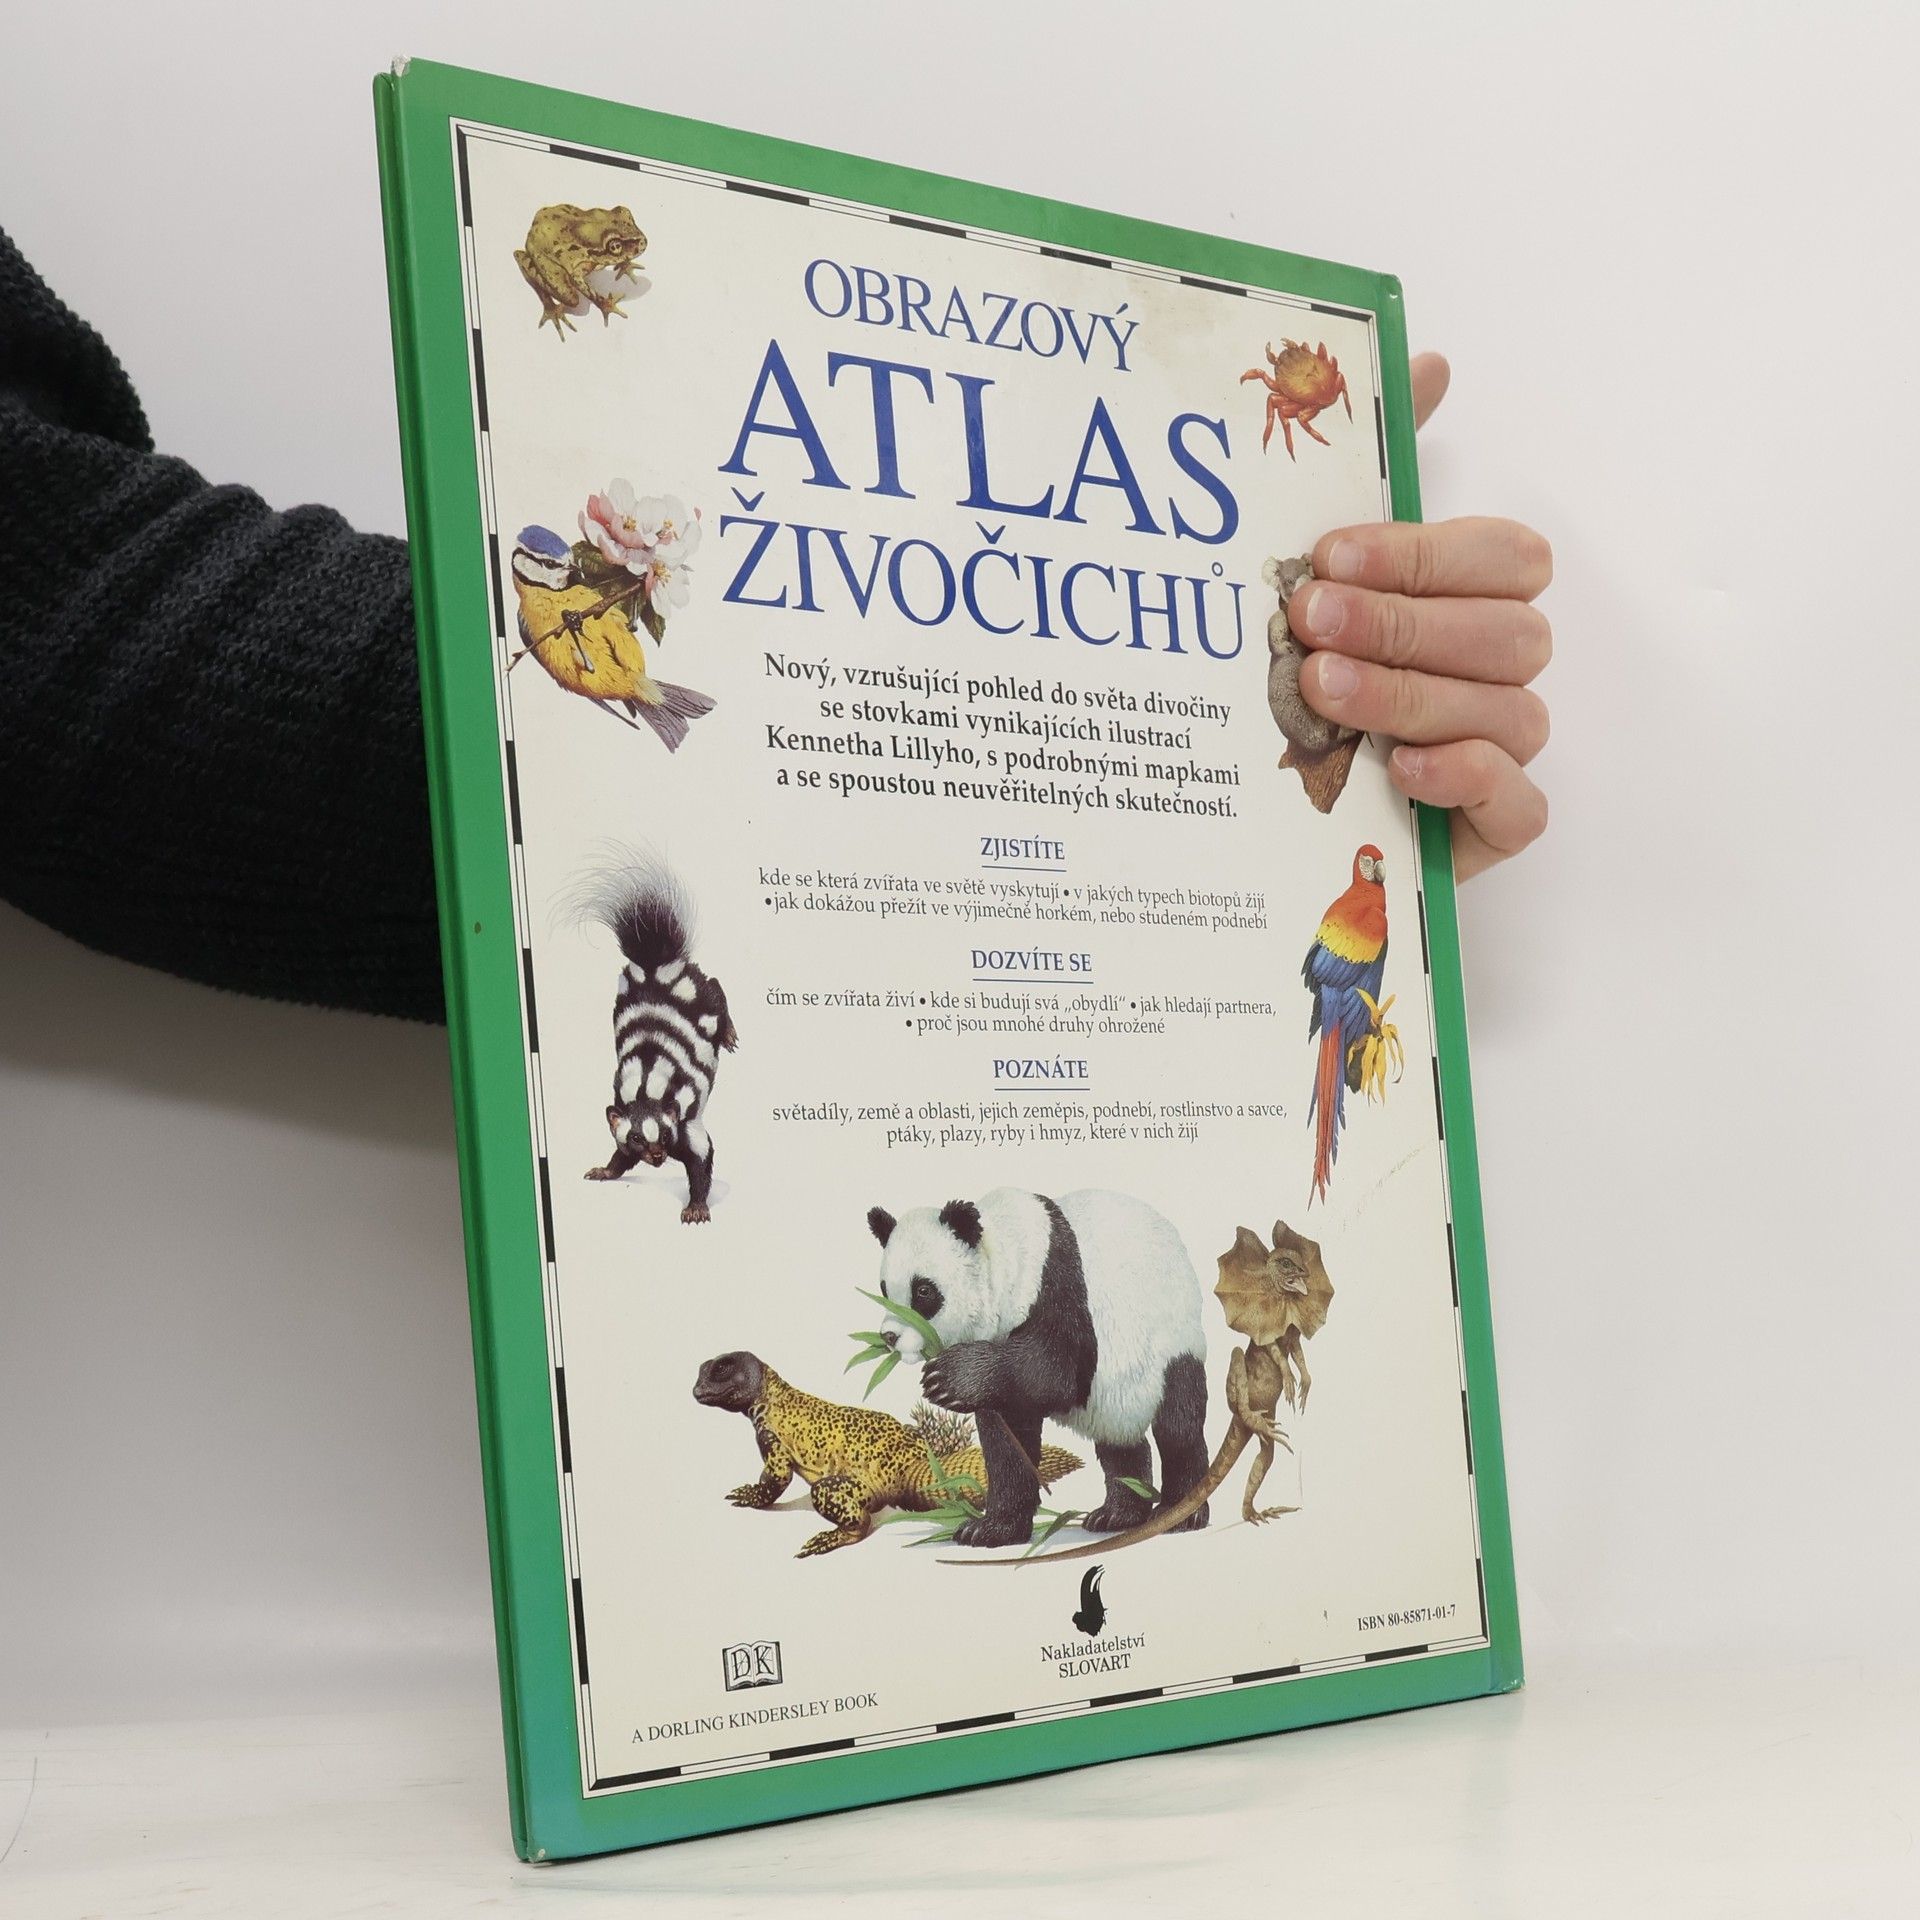 OBRAZOVÝ
ATLAS
ŽIVOČICHŮ
Nový, vzrušující pohled do světa divočiny
se stovkami vynikajících ilustrací
Kennetha Lillyho, s podrobnými mapkami
a se spoustou neuvěřitelných skutečností.
ZJISTÍTE
kde se která zvířata ve světě vyskytují • v jakých typech biotopů žijí
• jak dokážou přežít ve výjimečně horkém, nebo studeném podnebí
DOZVÍTE SE
čím se zvířata živí • kde si budují svá „obydlí“ • jak hledají partnera,
• proč jsou mnohé druhy ohrožené
POZNÁTE
světadíly, země a oblasti, jejich zeměpis, podnebí, rostlinstvo a savce,
ptáky, plazy, ryby i hmyz, které v nich žijí
DK
A DORLING KINDERSLEY BOOK
Nakladatelství
SLOVART
ISBN 80-85871-01-7